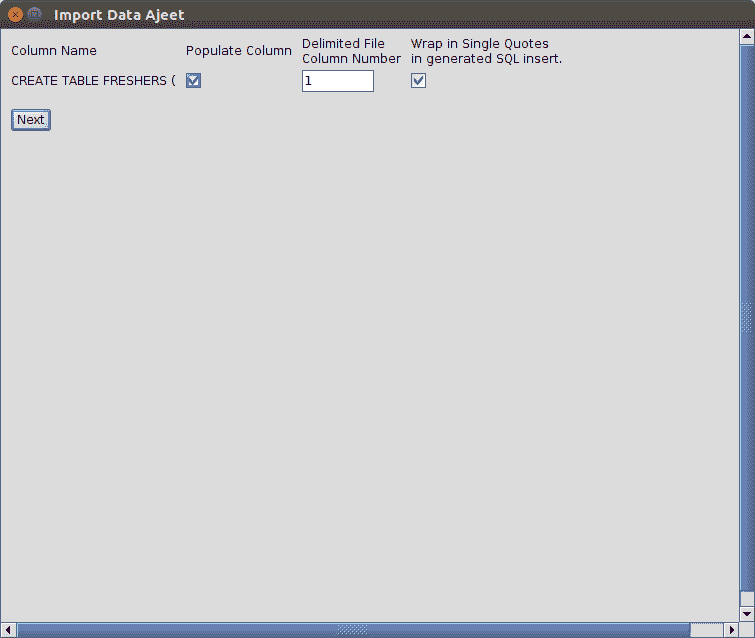 Import Data Ajeet
Column Name Populate Column Delimited File Column Number Wrap in Single Quotes in generated SQL insert.
CREATE TABLE FRESHERS ( 1
Next